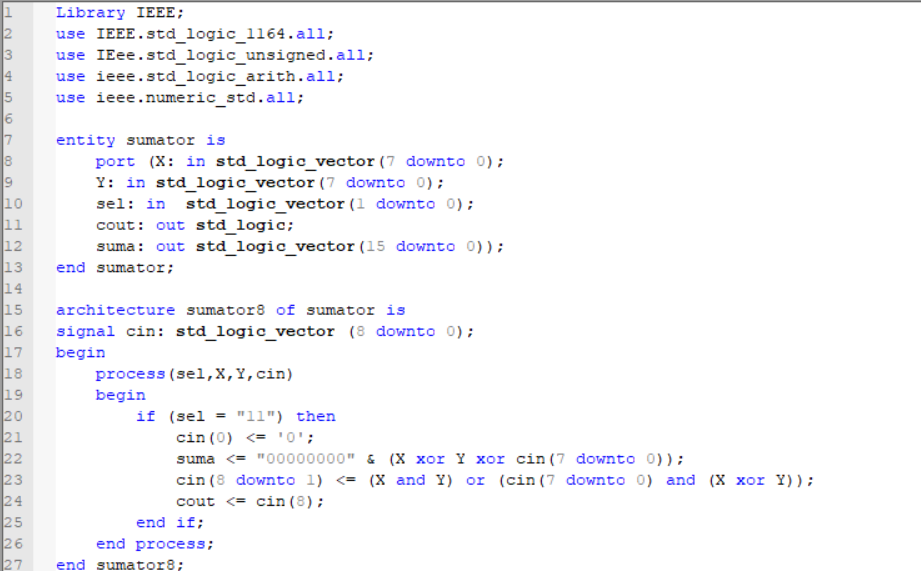 1 Library IEEE;
2 use IEEE.std_logic_1164.all;
3 use IEee.std_logic_unsigned.all;
4 use ieee.std_logic_arith.all;
5 use ieee.numeric_std.all;
6
7 entity sumator is
8 port (X: in std_logic_vector(7 downto 0);
9 Y: in std_logic_vector(7 downto 0);
10 sel: in  std_logic_vector(1 downto 0);
11 cout: out std_logic;
12 suma: out std_logic_vector(15 downto 0));
13 end sumator;
14
15 architecture sumator8 of sumator is
16 signal cin: std_logic_vector (8 downto 0);
17 begin
18 process(sel,X,Y,cin)
19 begin
20 if (sel = "11") then
21 cin(0) <= '0';
22 suma <= "00000000" & (X xor Y xor cin(7 downto 0));
23 cin(8 downto 1) <= (X and Y) or (cin(7 downto 0) and (X xor Y));
24 cout <= cin(8);
25 end if;
26 end process;
27 end sumator8;